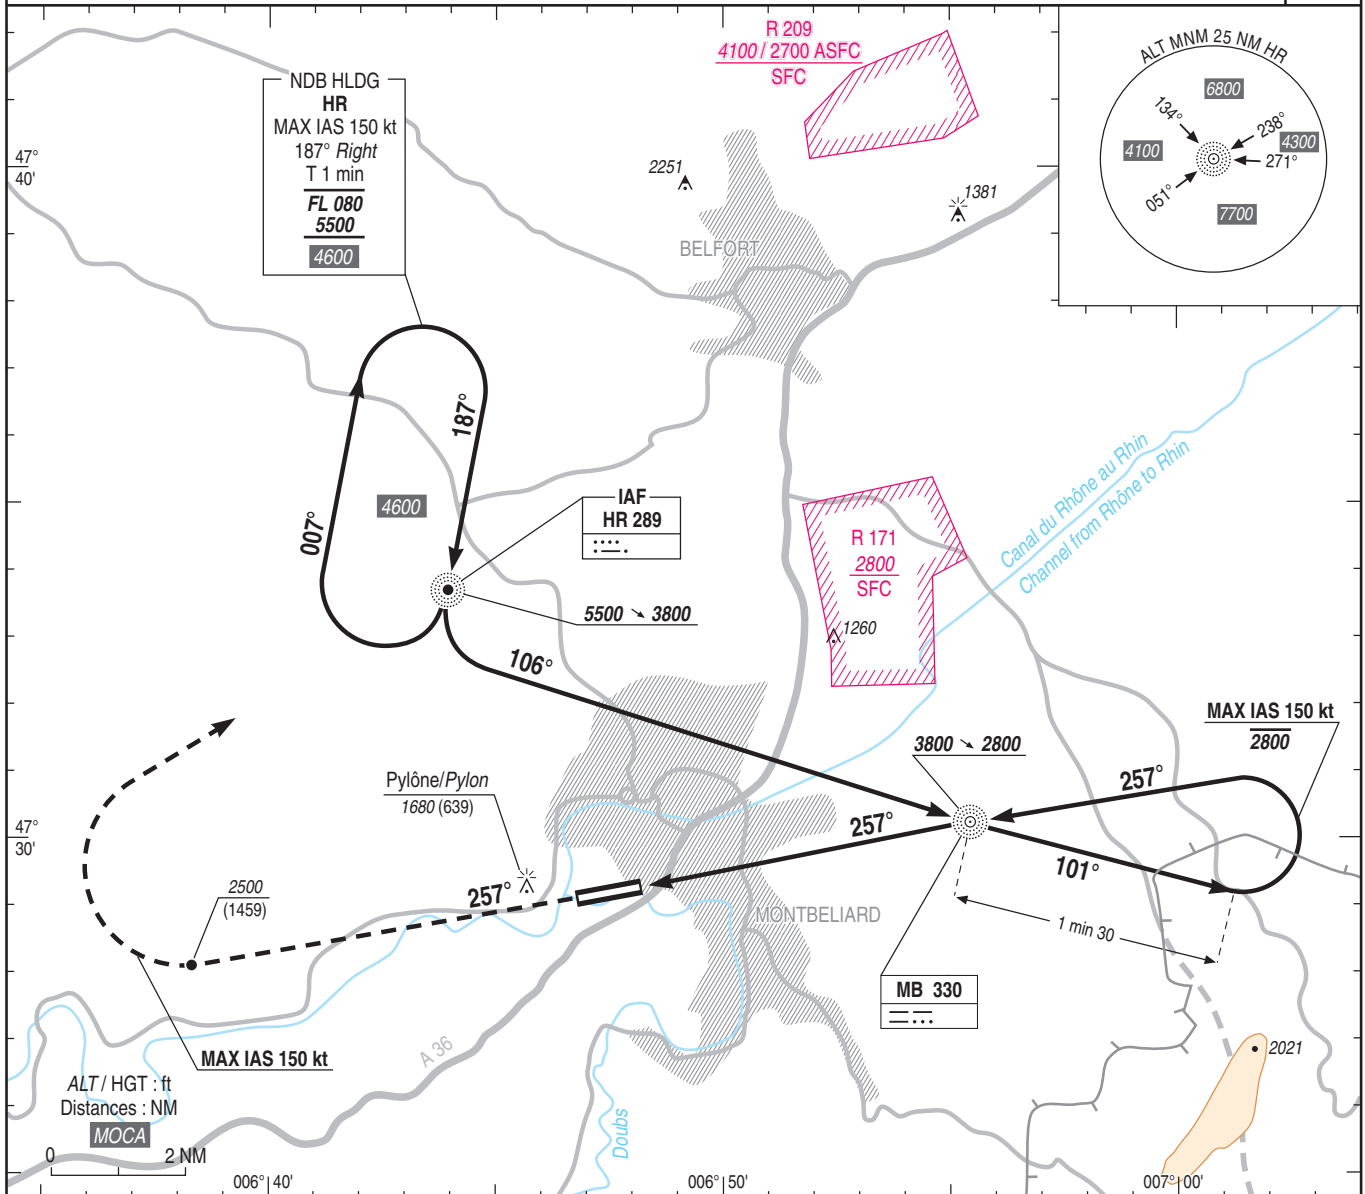 R 209
4100 / 2700 ASFC
SFC
ALT MNM 25 NM HR
6800
134°
238°
4100
4300
271°
051°
7700
NDB HLDG
HR
MAX IAS 150 kt
187° Right
T 1 min
FL 080
5500
4600
47°
40'
2251
1381
BELFORT
187°
007°
4600
IAF
HR 289
5500 ↘ 3800
106°
R 171
2800
SFC
1260
Canal du Rhône au Rhin
Channel from Rhône to Rhin
MAX IAS 150 kt
2800
3800 ↘ 2800
257°
257°
101°
1 min 30
Pylône/Pylon
1680 (639)
47°
30'
257°
2500
(1459)
MONTBELIARD
MB 330
MAX IAS 150 kt
A 36
2021
ALT / HGT : ft
Distances : NM
MOCA
0 2 NM
Doubs
006° 40'
006° 50'
007° 00'